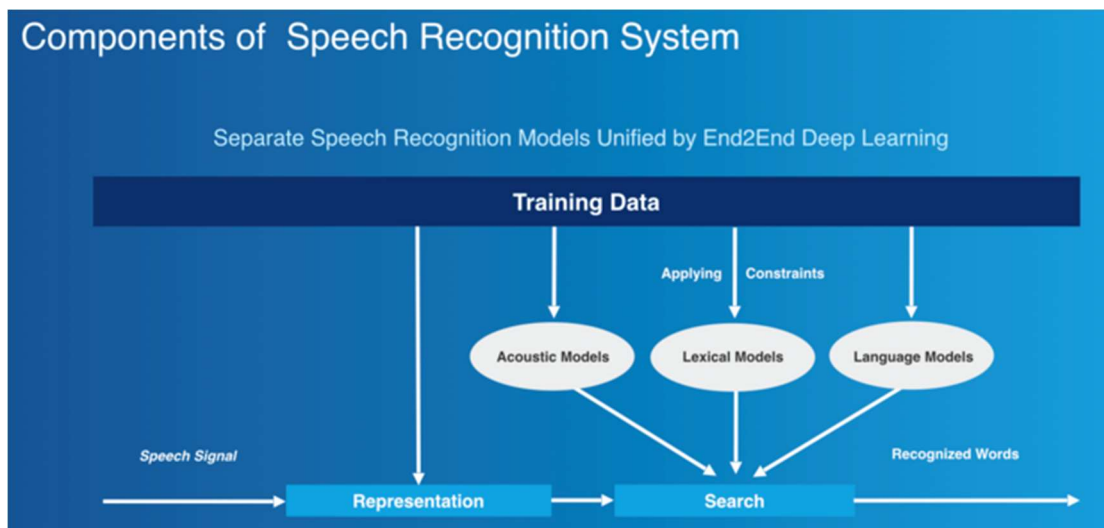 Components of Speech Recognition System
Separate Speech Recognition Models Unified by End2End Deep Learning
Training Data
Applying Constraints
Acoustic Models
Lexical Models
Language Models
Speech Signal
Recognized Words
Representation
Search